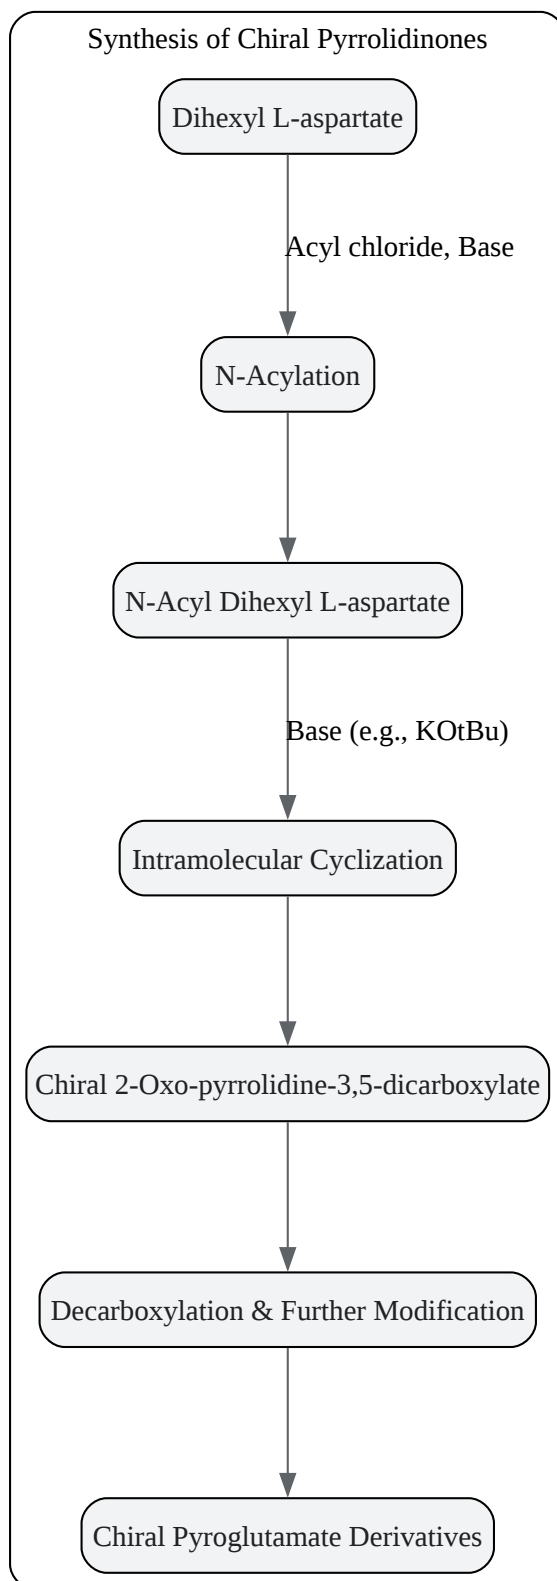 Synthesis of Chiral Pyrrolidinones
Dihexyl L-aspartate
Acyl chloride, Base
N-Acylation
N-Acyl Dihexyl L-aspartate
Base (e.g., KOtBu)
Intramolecular Cyclization
Chiral 2-Oxo-pyrrolidine-3,5-dicarboxylate
Decarboxylation & Further Modification
Chiral Pyroglutamate Derivatives